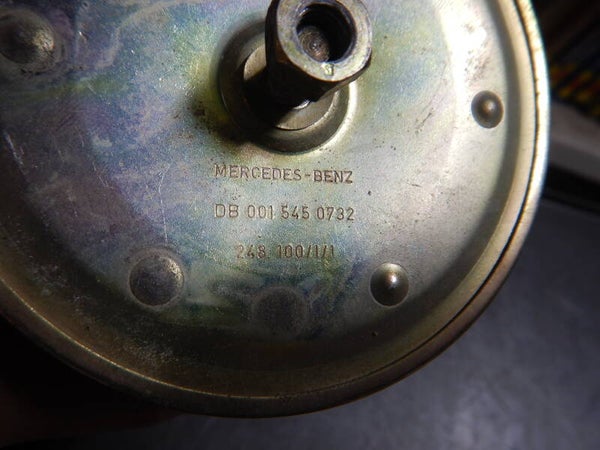 MERCEDES-BENZ
DB 001 545 0732
248.100/1/1